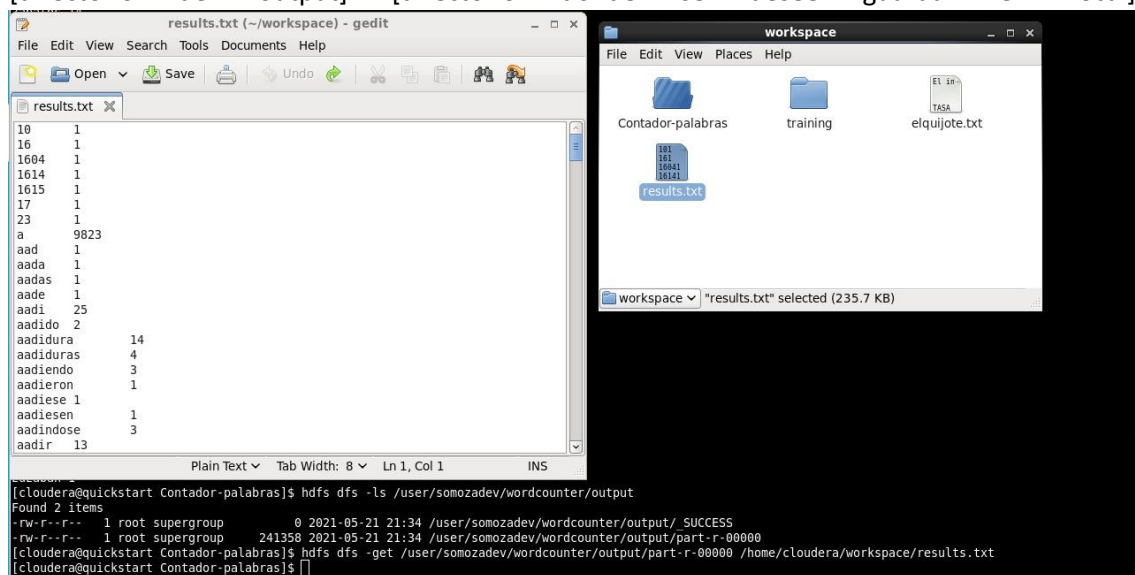 results.txt (~/workspace) - gedit
File Edit View Search Tools Documents Help
Open Save Undo
results.txt
10 1
16 1
1604 1
1614 1
1615 1
17 1
23 1
a 9823
aad 1
aada 1
aadas 1
aade 1
aadi 25
aadido 2
aadidura 14
aadiduras 4
aadiendo 3
aadieron 1
aadiese 1
aadiesen 1
aadindose 3
aadir 13
Plain Text Tab Width: 8 Ln 1, Col 1 INS
workspace
File Edit View Places Help
El in
TASA
Contador-palabras training elquijote.txt
101
161
16041
16141
results.txt
workspace "results.txt" selected (235.7 KB)
[cloudera@quickstart Contador-palabras]$ hdfs dfs -ls /user/somozadev/wordcounter/output
Found 2 items
-rw-r--r-- 1 root supergroup 0 2021-05-21 21:34 /user/somozadev/wordcounter/output/_SUCCESS
-rw-r--r-- 1 root supergroup 241358 2021-05-21 21:34 /user/somozadev/wordcounter/output/part-r-00000
[cloudera@quickstart Contador-palabras]$ hdfs dfs -get /user/somozadev/wordcounter/output/part-r-00000 /home/cloudera/workspace/results.txt
[cloudera@quickstart Contador-palabras]$